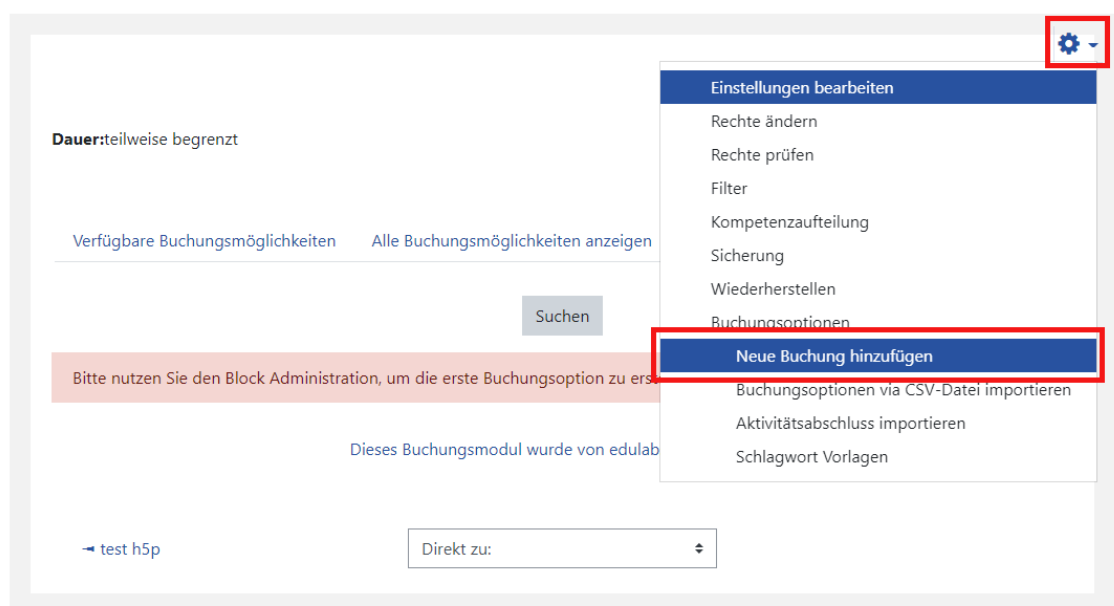 Einstellungen bearbeiten
Rechte ändern
Dauer:teilweise begrenzt
Rechte prüfen
Filter
Kompetenzaufteilung
Verfügbare Buchungsmöglichkeiten Alle Buchungsmöglichkeiten anzeigen
Sicherung
Wiederherstellen
Suchen
Buchungsoptionen
Neue Buchung hinzufügen
Bitte nutzen Sie den Block Administration, um die erste Buchungsoption zu
Buchungsoptionen via CSV-Datei importieren
Aktivitätsabschluss importieren
Dieses Buchungsmodul wurde von edulab
Schlagwort Vorlagen
test h5p
Direkt zu: